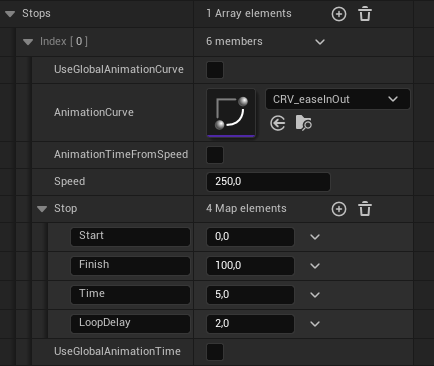 Stops 1 Array elements
Index [ 0 ] 6 members
UseGlobalAnimationCurve
AnimationCurve CRV_easeInOut
AnimationTimeFromSpeed
Speed 250,0
Stop 4 Map elements
Start 0,0
Finish 100,0
Time 5,0
LoopDelay 2,0
UseGlobalAnimationTime